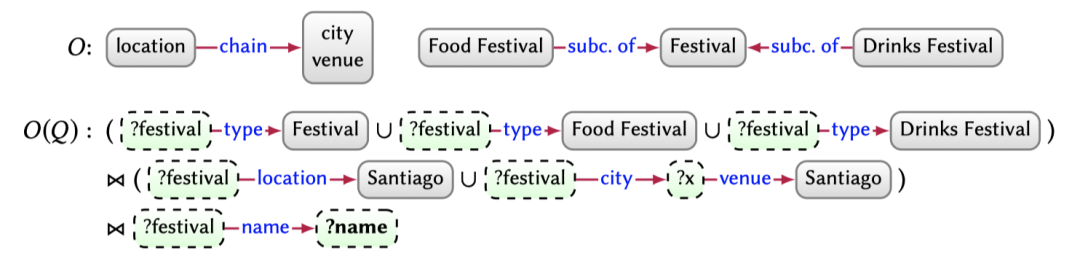 O: location chain city venue Food Festival subc. of Festival subc. of Drinks Festival
O(Q) : ( ?festival type Festival ∪ ?festival type Food Festival ∪ ?festival type Drinks Festival )
⋈ ( ?festival location Santiago ∪ ?festival city ?x venue Santiago )
⋈ ?festival name ?name